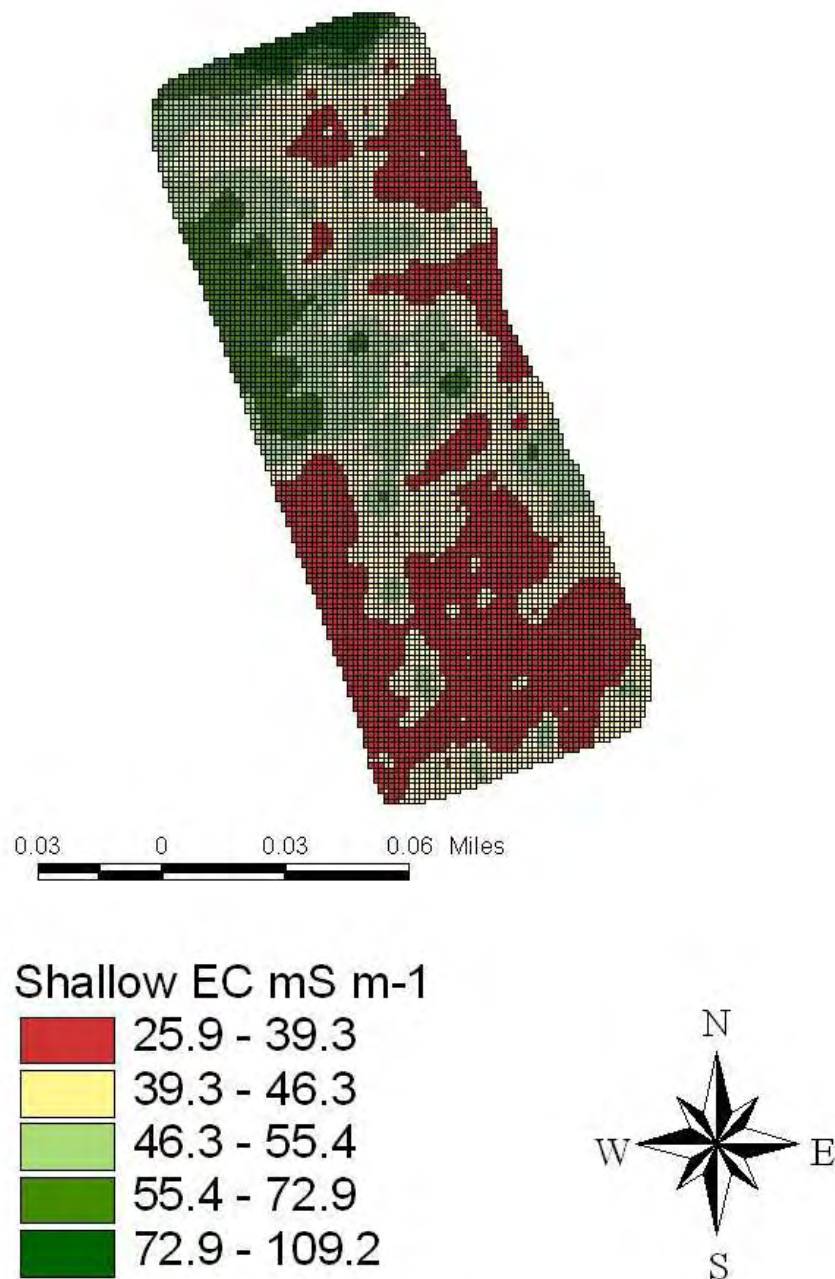 0.03 0 0.03 0.06 Miles
Shallow EC mS m-1
25.9 - 39.3
39.3 - 46.3
46.3 - 55.4
55.4 - 72.9
72.9 - 109.2
N
W E
S